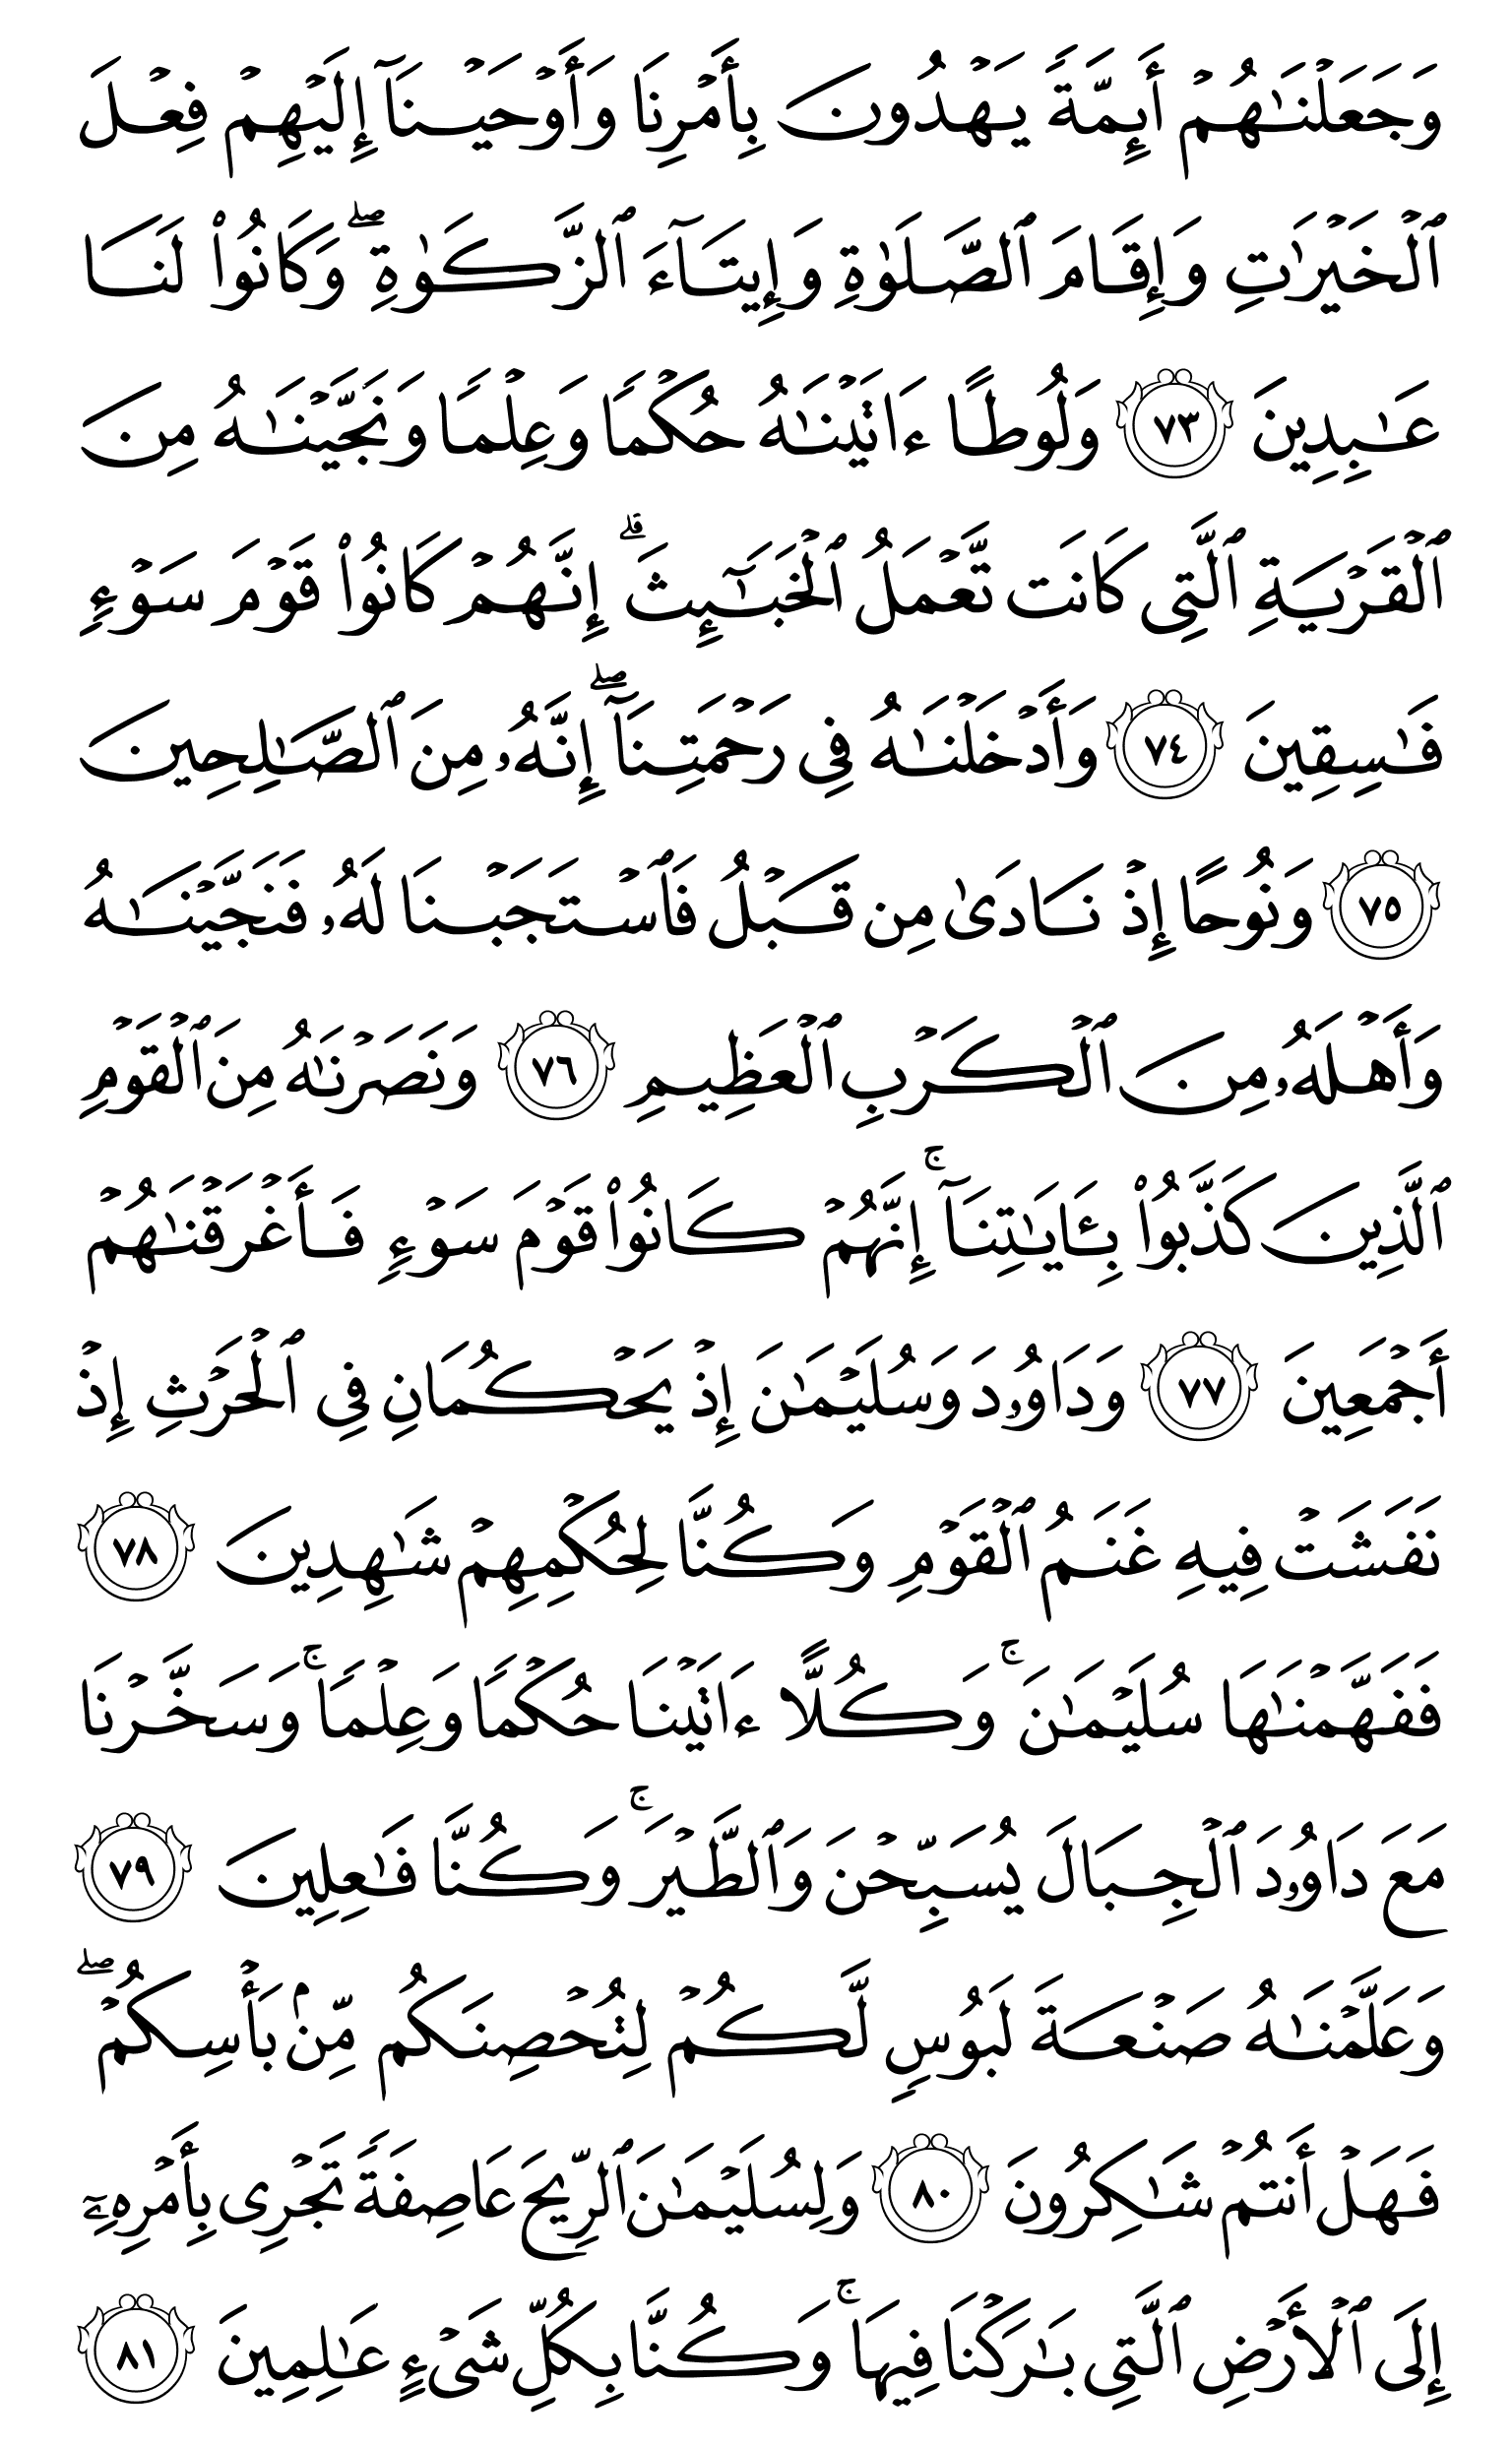 وَجَعَلْنَٰهُمْ أَئِمَّةً يَهْدُونَ بِأَمْرِنَا وَأَوْحَيْنَآ إِلَيْهِمْ فِعْلَ
ٱلْخَيْرَٰتِ وَإِقَامَ ٱلصَّلَوٰةِ وَإِيتَآءَ ٱلزَّكَوٰةِ ۖ وَكَانُوا۟ لَنَا
عَٰبِدِينَ ٧٣ وَلُوطًا ءَاتَيْنَٰهُ حُكْمًا وَعِلْمًا وَنَجَّيْنَٰهُ مِنَ
ٱلْقَرْيَةِ ٱلَّتِى كَانَت تَّعْمَلُ ٱلْخَبَٰٓئِثَ ۗ إِنَّهُمْ كَانُوا۟ قَوْمَ سَوْءٍ
فَٰسِقِينَ ٧٤ وَأَدْخَلْنَٰهُ فِى رَحْمَتِنَآ ۖ إِنَّهُۥ مِنَ ٱلصَّٰلِحِينَ
٧٥ وَنُوحًا إِذْ نَادَىٰ مِن قَبْلُ فَٱسْتَجَبْنَا لَهُۥ فَنَجَّيْنَٰهُ
وَأَهْلَهُۥ مِنَ ٱلْكَرْبِ ٱلْعَظِيمِ ٧٦ وَنَصَرْنَٰهُ مِنَ ٱلْقَوْمِ
ٱلَّذِينَ كَذَّبُوا۟ بِـَٔايَٰتِنَآ ۚ إِنَّهُمْ كَانُوا۟ قَوْمَ سَوْءٍ فَأَغْرَقْنَٰهُمْ
أَجْمَعِينَ ٧٧ وَدَاوُۥدَ وَسُلَيْمَٰنَ إِذْ يَحْكُمَانِ فِى ٱلْحَرْثِ إِذْ
نَفَشَتْ فِيهِ غَنَمُ ٱلْقَوْمِ وَكُنَّا لِحُكْمِهِمْ شَٰهِدِينَ ٧٨
فَفَهَّمْنَٰهَا سُلَيْمَٰنَ ۚ وَكُلًّا ءَاتَيْنَا حُكْمًا وَعِلْمًا ۚ وَسَخَّرْنَا
مَعَ دَاوُۥدَ ٱلْجِبَالَ يُسَبِّحْنَ وَٱلطَّيْرَ ۚ وَكُنَّا فَٰعِلِينَ ٧٩
وَعَلَّمْنَٰهُ صَنْعَةَ لَبُوسٍ لَّكُمْ لِتُحْصِنَكُم مِّنۢ بَأْسِكُمْ ۖ
فَهَلْ أَنتُمْ شَٰكِرُونَ ٨٠ وَلِسُلَيْمَٰنَ ٱلرِّيحَ عَاصِفَةً تَجْرِى بِأَمْرِهِۦٓ
إِلَى ٱلْأَرْضِ ٱلَّتِى بَٰرَكْنَا فِيهَا ۚ وَكُنَّا بِكُلِّ شَىْءٍ عَٰلِمِينَ ٨١